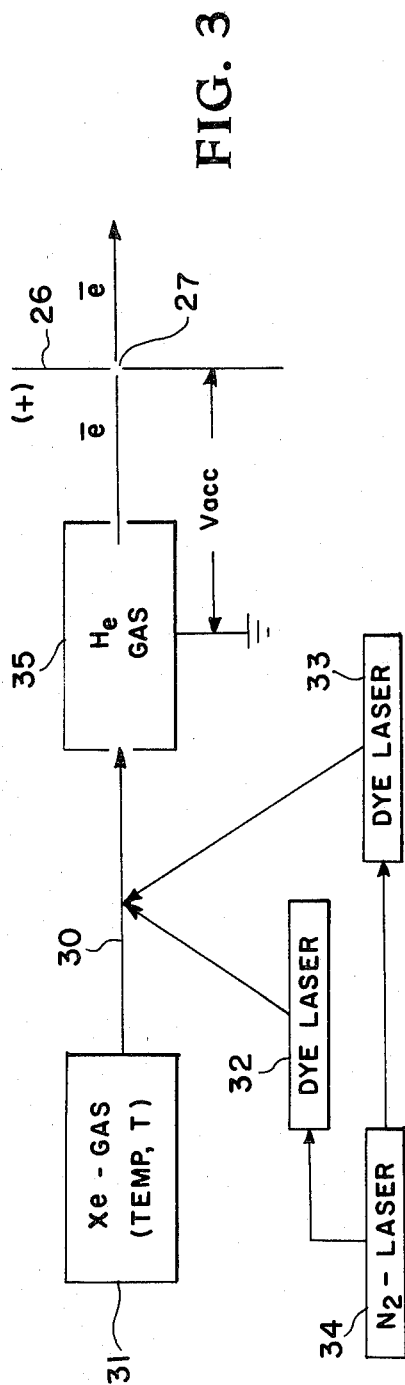 FIG. 3
(+)
26
e
e
27
Vacc
35
He
GAS
30
Xe - GAS
(TEMP, T)
31
33
DYE LASER
32
DYE LASER
N2 - LASER
34